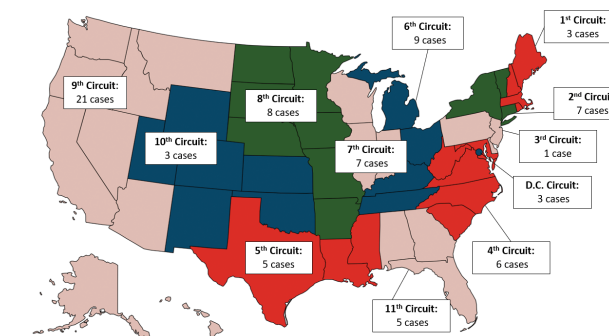 6th Circuit:
9 cases
1st Circuit:
3 cases
9th Circuit:
21 cases
8th Circuit:
8 cases
2nd Circui
7 cases
10th Circuit:
3 cases
7th Circuit:
7 cases
3rd Circuit:
1 case
D.C. Circuit:
3 cases
5th Circuit:
5 cases
4th Circuit:
6 cases
11th Circuit:
5 cases